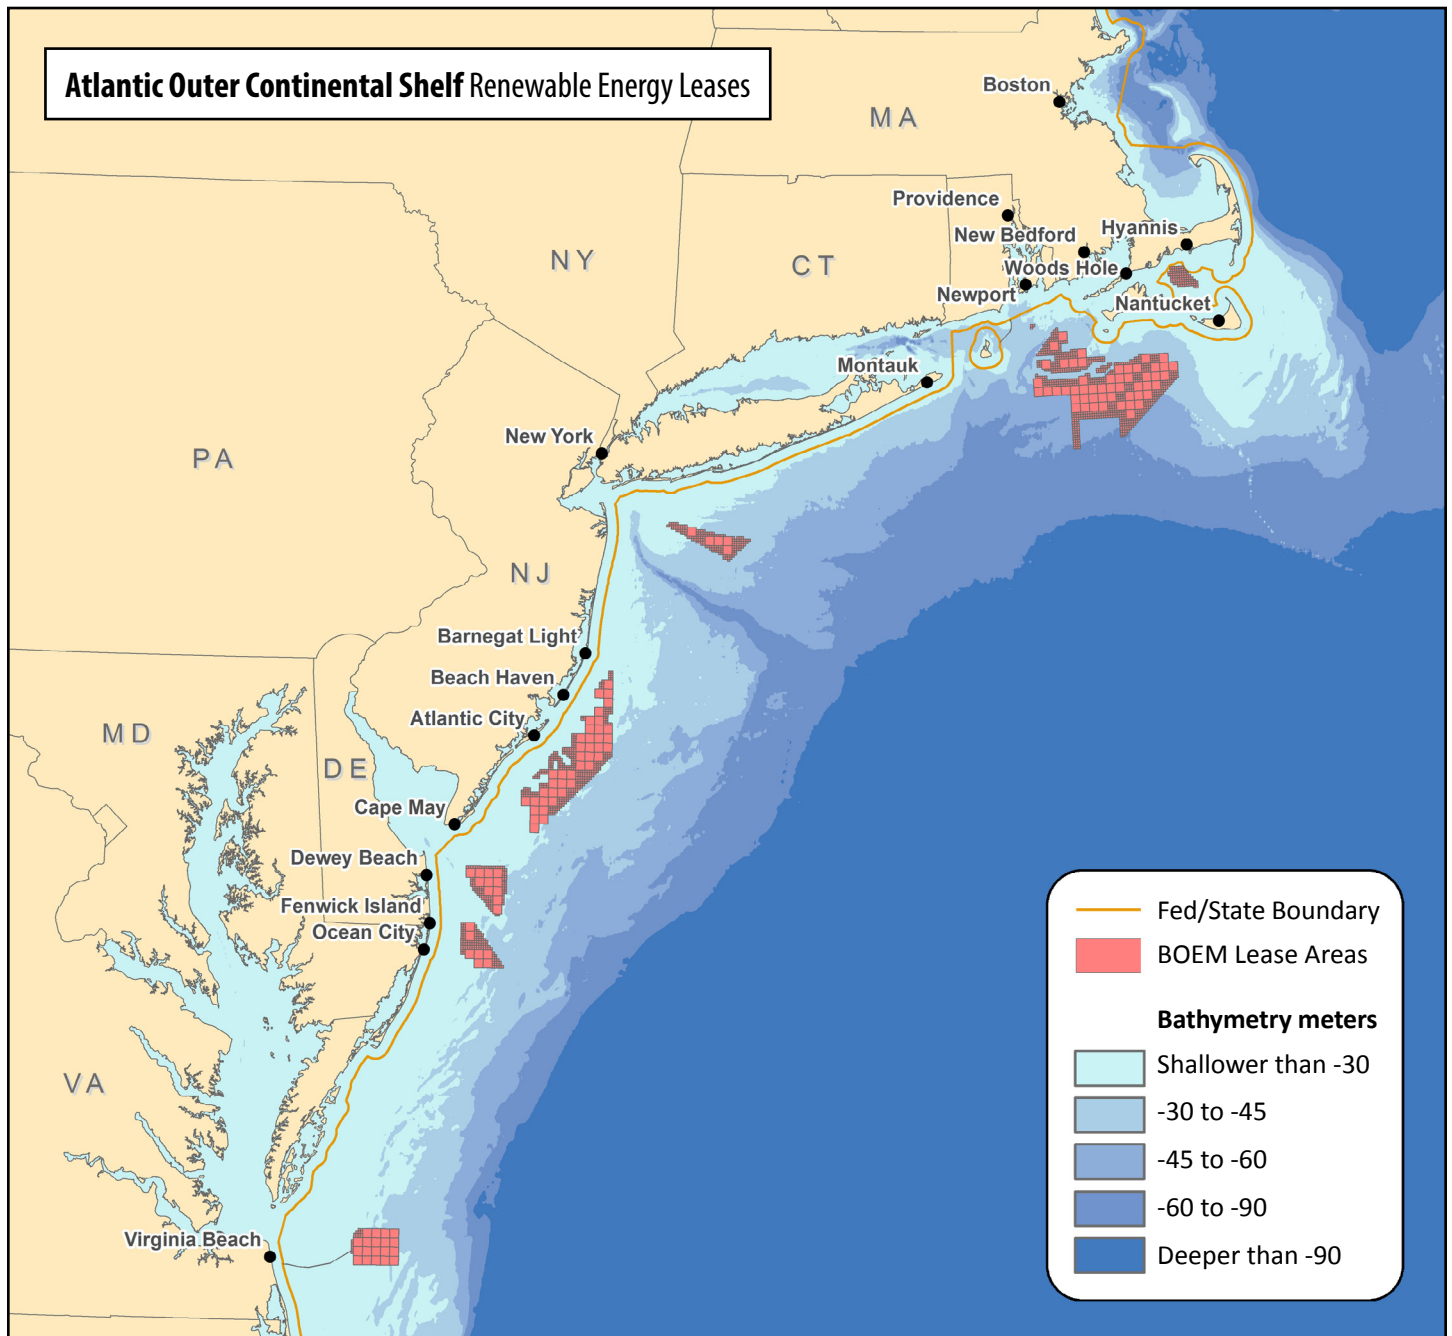 Atlantic Outer Continental Shelf Renewable Energy Leases
Boston
MA
Providence
New Bedford
Hyannis
NY
CT
Woods Hole
Newport
Nantucket
Montauk
New York
PA
NJ
Barnegat Light
Beach Haven
Atlantic City
MD
DE
Cape May
Dewey Beach
Fenwick Island
Ocean City
VA
Virginia Beach
Fed/State Boundary
BOEM Lease Areas
Bathymetry meters
Shallower than -30
-30 to -45
-45 to -60
-60 to -90
Deeper than -90